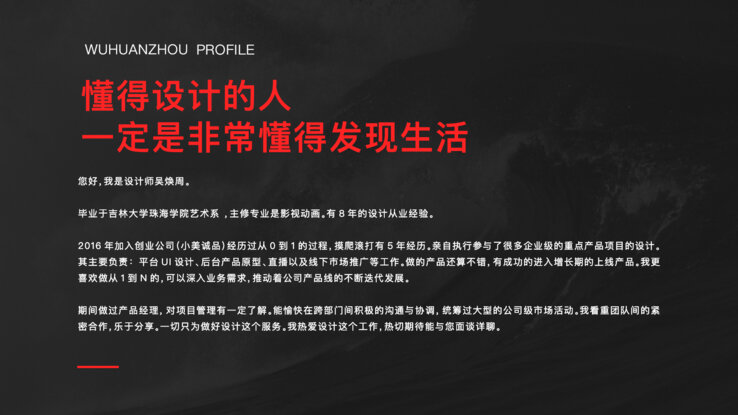 WUHUANZHOU PROFILE
懂得设计的人
一定是非常懂得发现生活
您好,我是设计师吴焕周。
毕业于吉林大学珠海学院艺术系 ,主修专业是影视动画。有 8 年的设计从业经验。
2016 年加入创业公司(小美诚品)经历过从 0 到 1 的过程, 摸爬滚打有 5 年经历。亲自执行参与了很多企业级的重点产品项目的设计。
其主要负责: 平台 UI 设计、后台产品原型、直播以及线下市场推广等工作。做的产品还算不错, 有成功的进入增长期的上线产品。我更
喜欢做从 1 到 N 的, 可以深入业务需求, 推动着公司产品线的不断迭代发展。
期间做过产品经理, 对项目管理有一定了解。能愉快在跨部门间积极的沟通与协调, 统筹过大型的公司级市场活动。我看重团队间的紧
密合作, 乐于分享。一切只为做好设计这个服务。我热爱设计这个工作, 热切期待能与您面谈详聊。